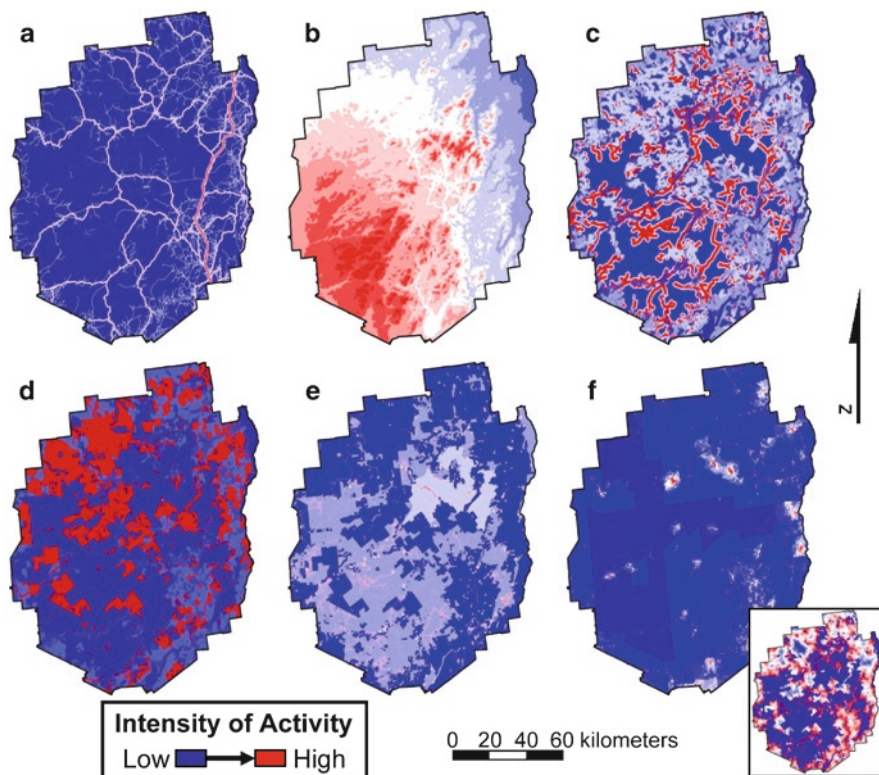 a b c
d e f
N
Intensity of Activity
Low High
0 20 40 60 kilometers